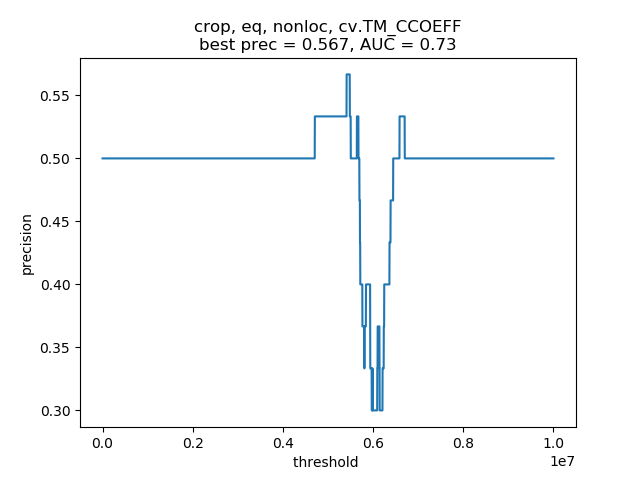 crop, eq, nonloc, cv.TM_CCOEFF
best prec = 0.567, AUC = 0.73
0.55
0.50
0.45
0.40
0.35
0.30
precision
0.0 0.2 0.4 0.6 0.8 1.0
1e7
threshold